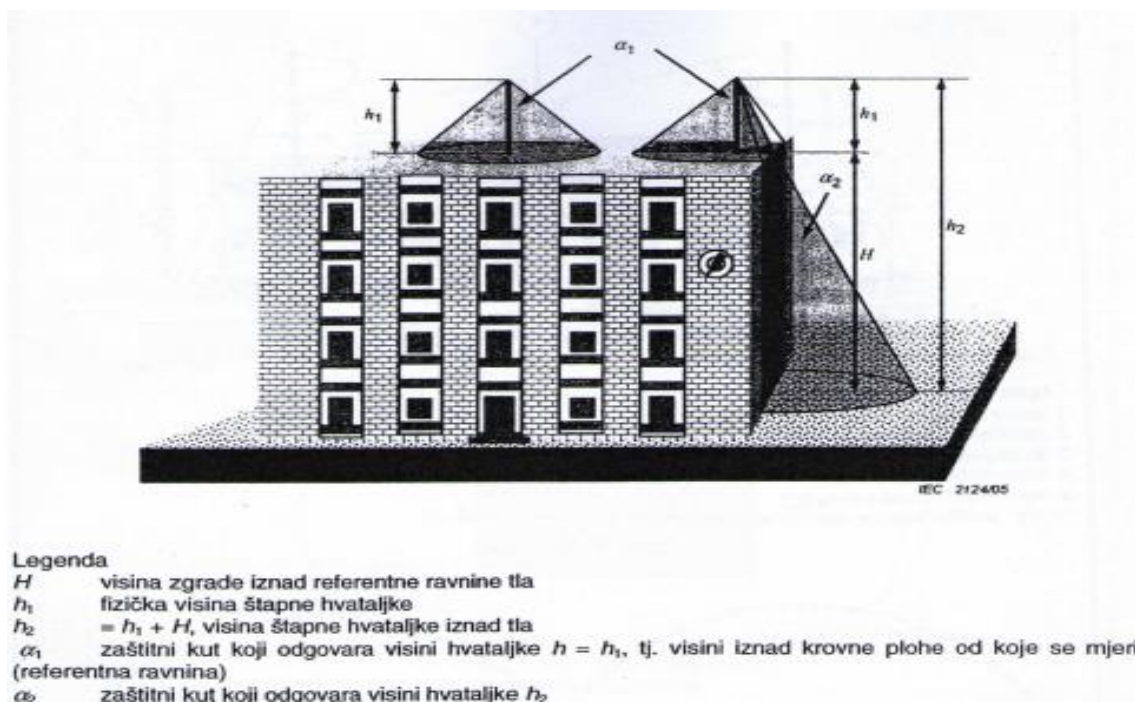 α₁
h₁
h₁
α₂
H
h₂
IEC 2124/05
Legenda
H visina zgrade iznad referentne ravnine tla
h₁ fizička visina štapne hvataljke
h₂ = h₁ + H, visina štapne hvataljke iznad tla
α₁ zaštitni kut koji odgovara visini hvataljke h = h₁, tj. visini iznad krovne plohe od koje se mjeri
(referentna ravnina)
α₂ zaštitni kut koji odgovara visini hvataljke h₂